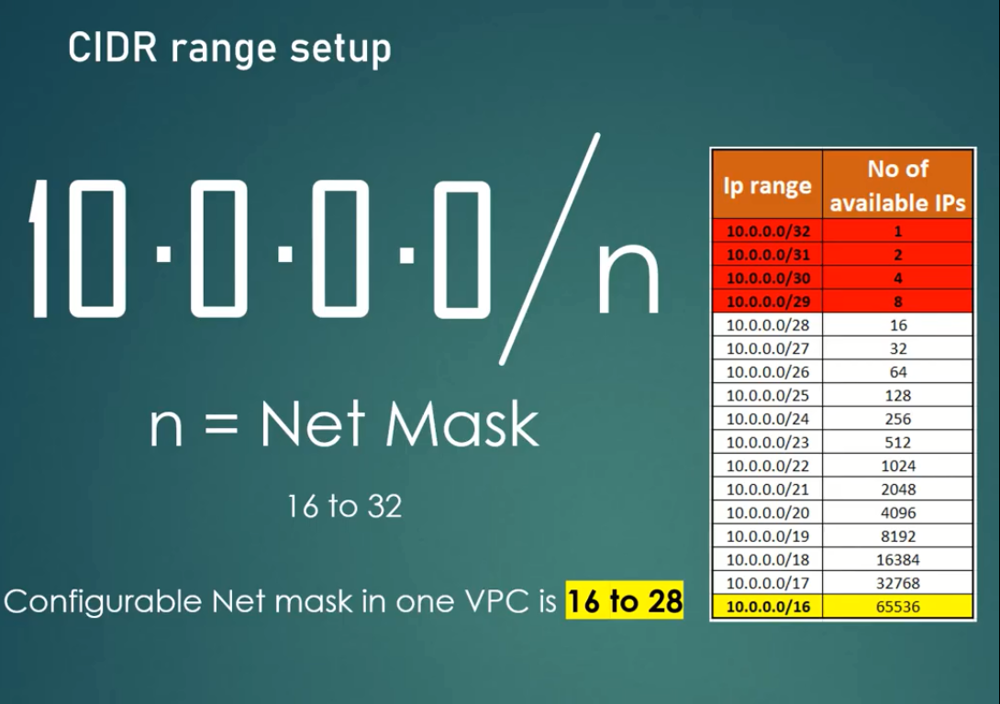 CIDR range setup
10.0.0.0/n
n = Net Mask
16 to 32
Configurable Net mask in one VPC is 16 to 28
Ip range No of available IPs
10.0.0.0/32 1
10.0.0.0/31 2
10.0.0.0/30 4
10.0.0.0/29 8
10.0.0.0/28 16
10.0.0.0/27 32
10.0.0.0/26 64
10.0.0.0/25 128
10.0.0.0/24 256
10.0.0.0/23 512
10.0.0.0/22 1024
10.0.0.0/21 2048
10.0.0.0/20 4096
10.0.0.0/19 8192
10.0.0.0/18 16384
10.0.0.0/17 32768
10.0.0.0/16 65536